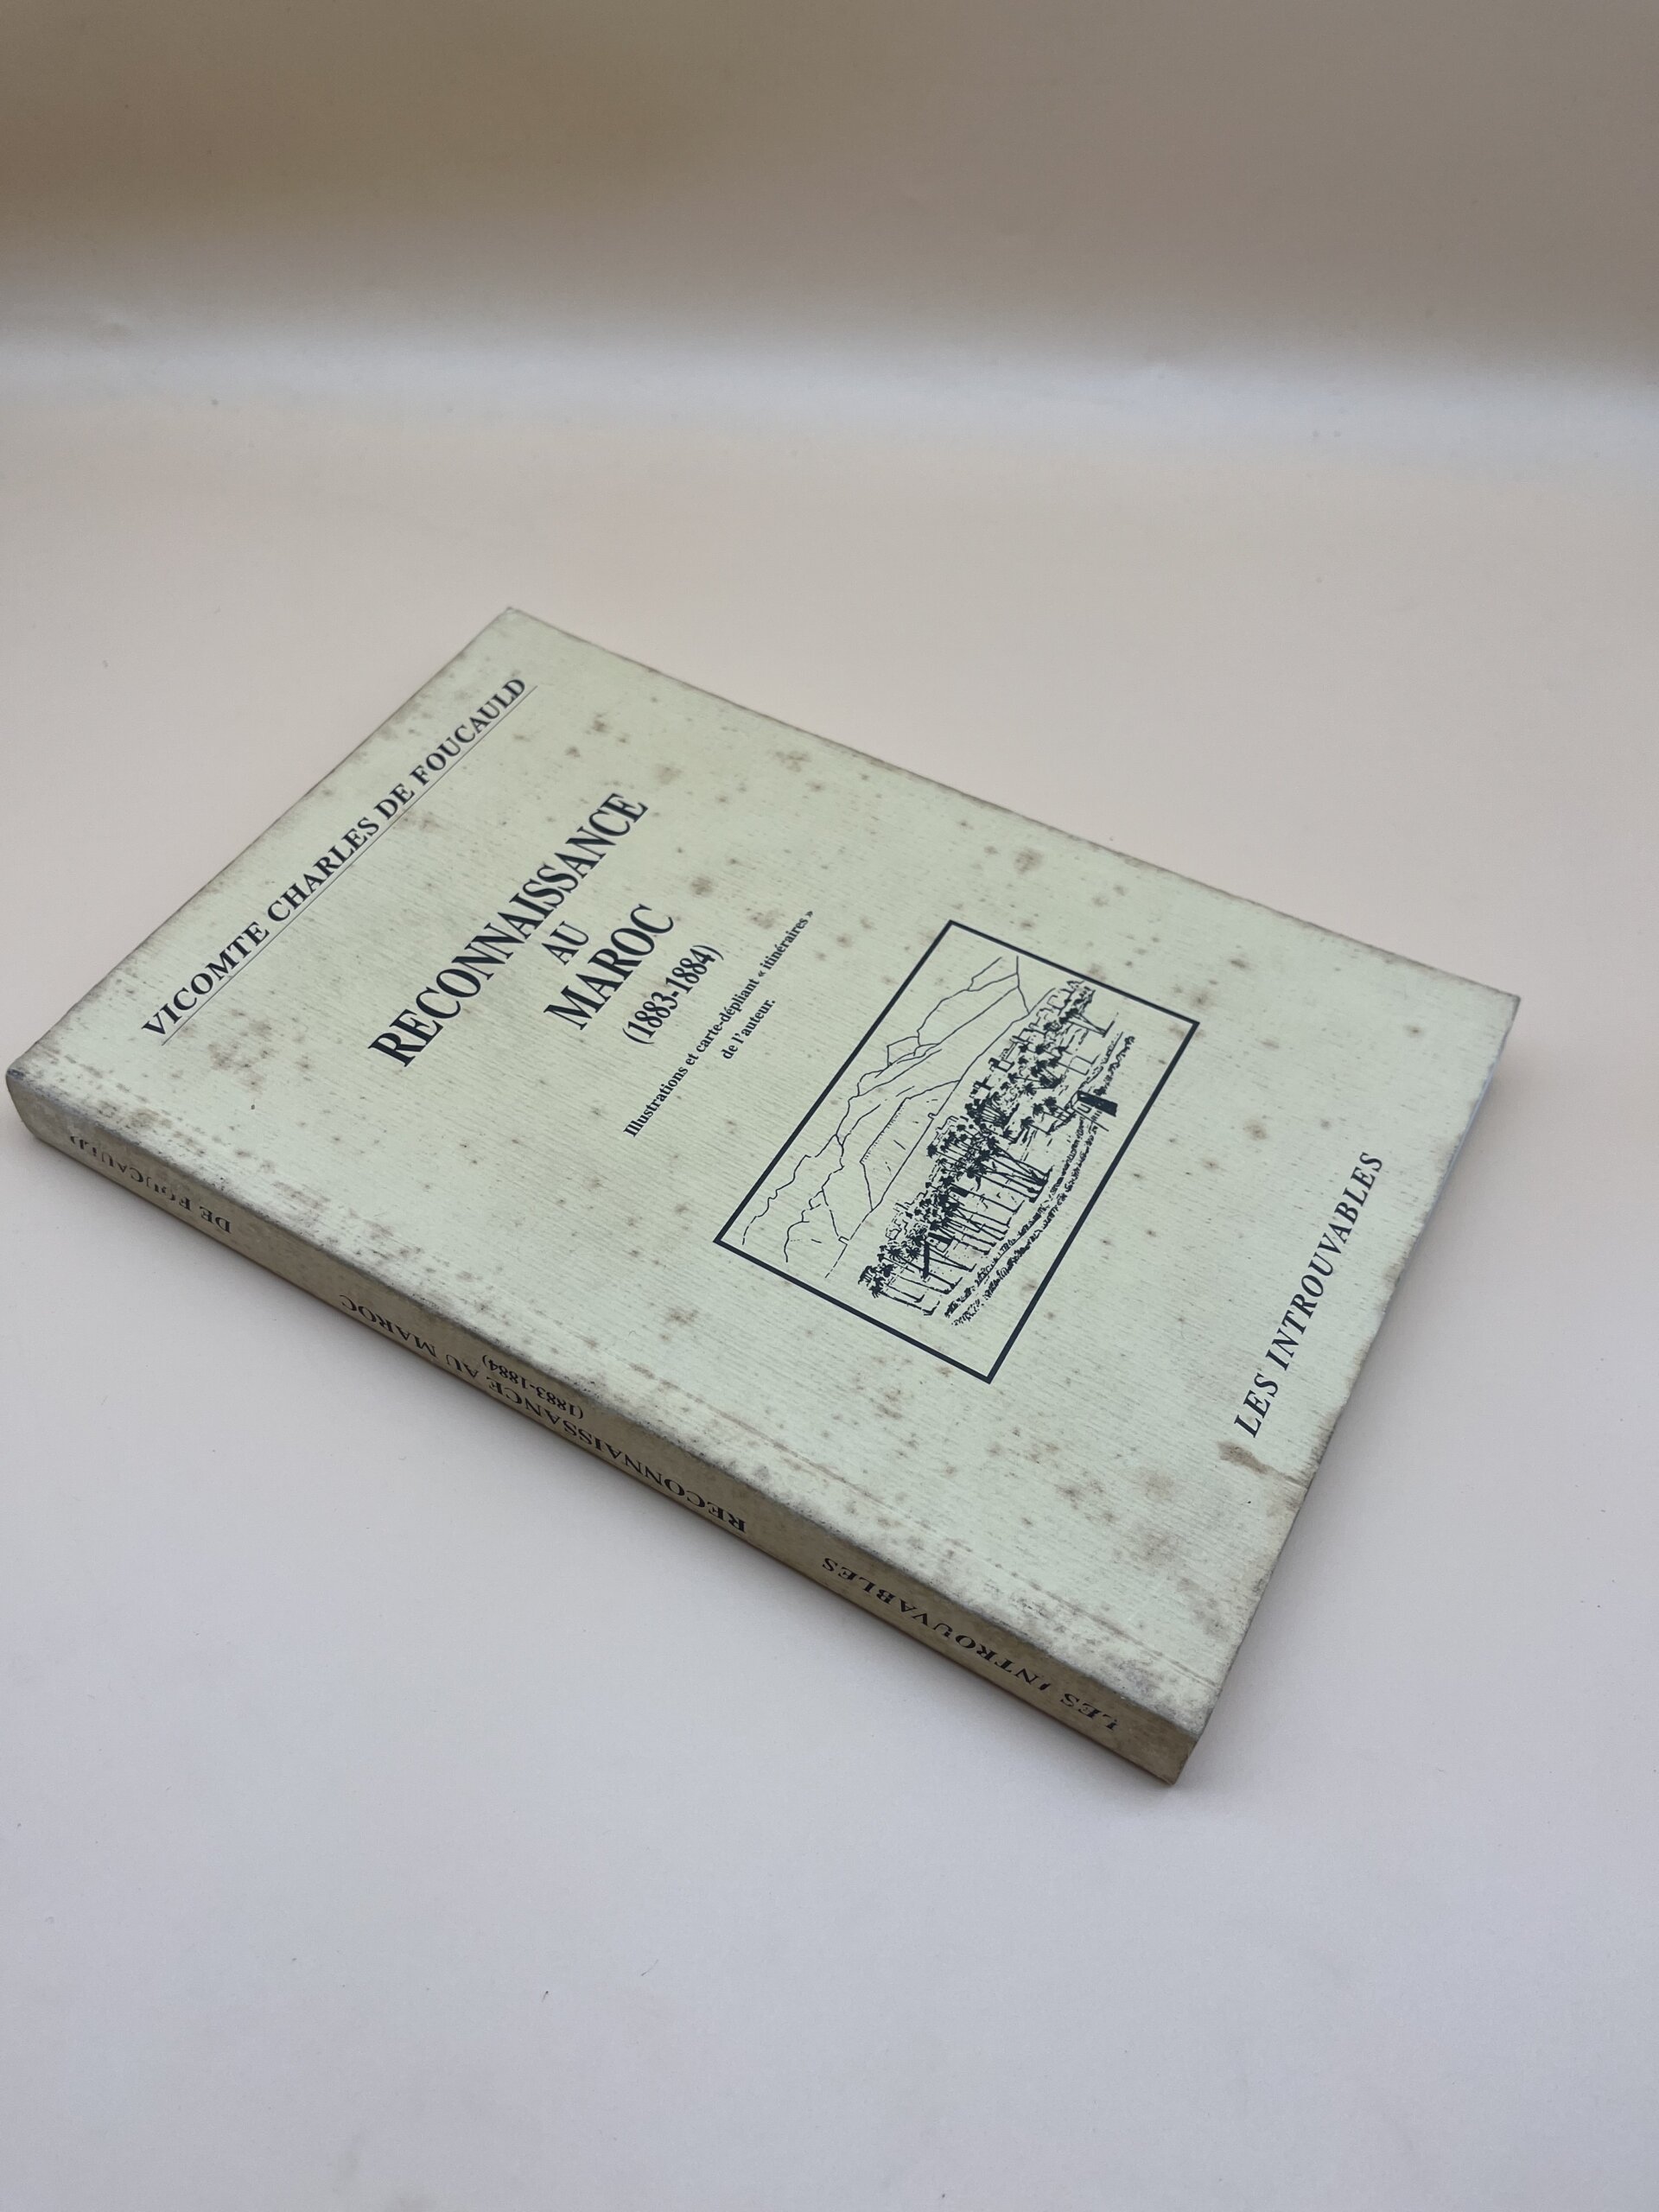 VICOMTE CHARLES DE FOUCAULD
RECONNAISSANCE
AU
MAROC
(1883-1884)
Illustrations et carte-dépliant « itinéraires »
de l'auteur.
LES INTROUVABLES
DE FOUCAULD
RECONNAISSANCE AU MAROC
(1883-1884)
LES INTROUVABLES